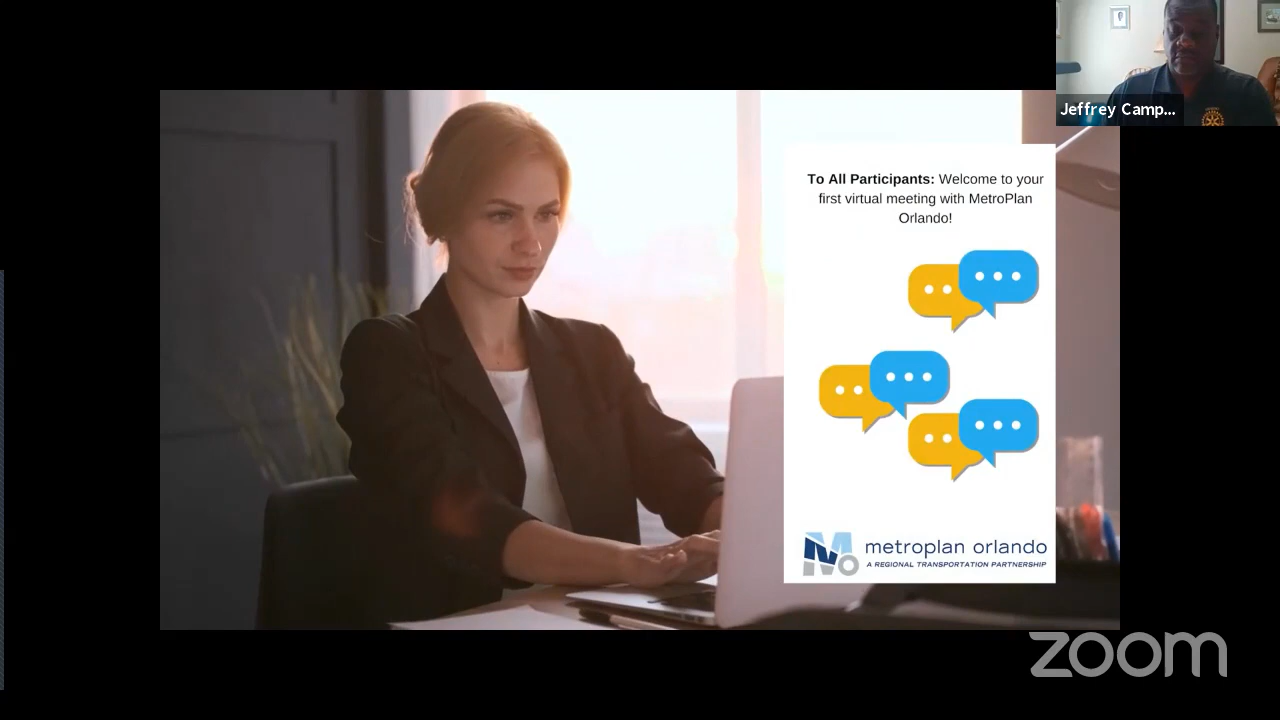 Jeffrey Camp...
To All Participants: Welcome to your
first virtual meeting with MetroPlan
Orlando!
metroplan orlando
A REGIONAL TRANSPORTATION PARTNERSHIP
zoom